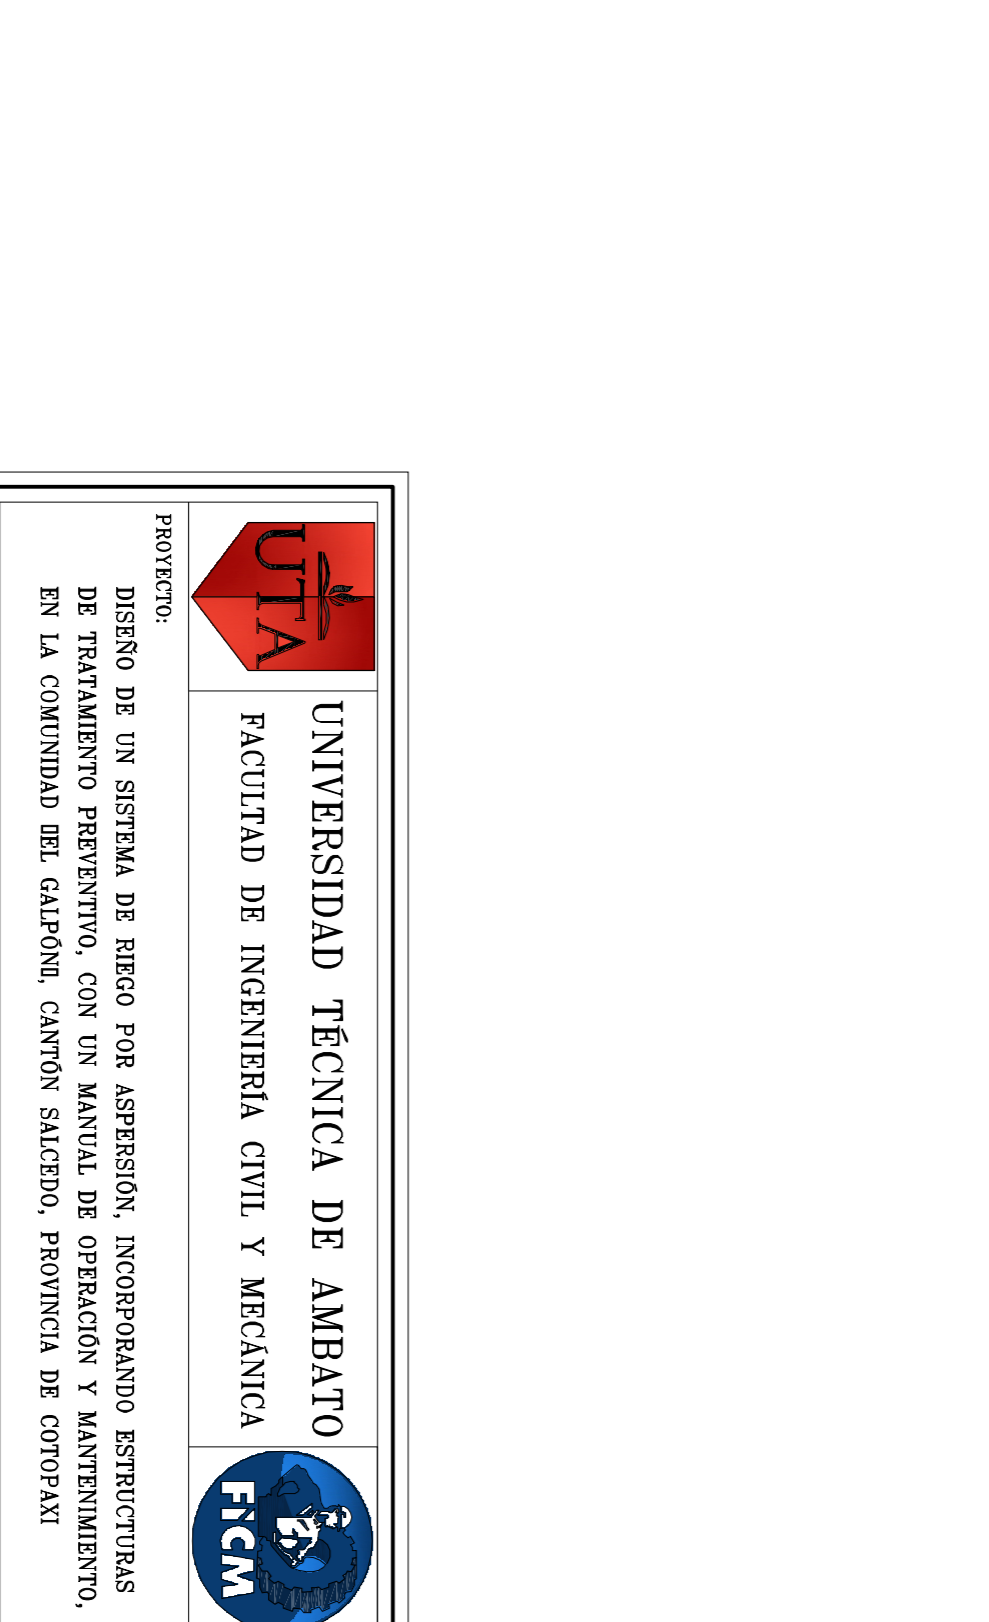 UTA
UNIVERSIDAD TÉCNICA DE AMBATO
FACULTAD DE INGENIERÍA CIVIL Y MECÁNICA
FiCM
PROYECTO:
DISEÑO DE UN SISTEMA DE RIEGO POR ASPERSIÓN, INCORPORANDO ESTRUCTURAS
DE TRATAMIENTO PREVENTIVO, CON UN MANUAL DE OPERACIÓN Y MANTENIMIENTO,
EN LA COMUNIDAD ▯EL GALPÓN▯, CANTÓN SALCEDO, PROVINCIA DE COTOPAXI